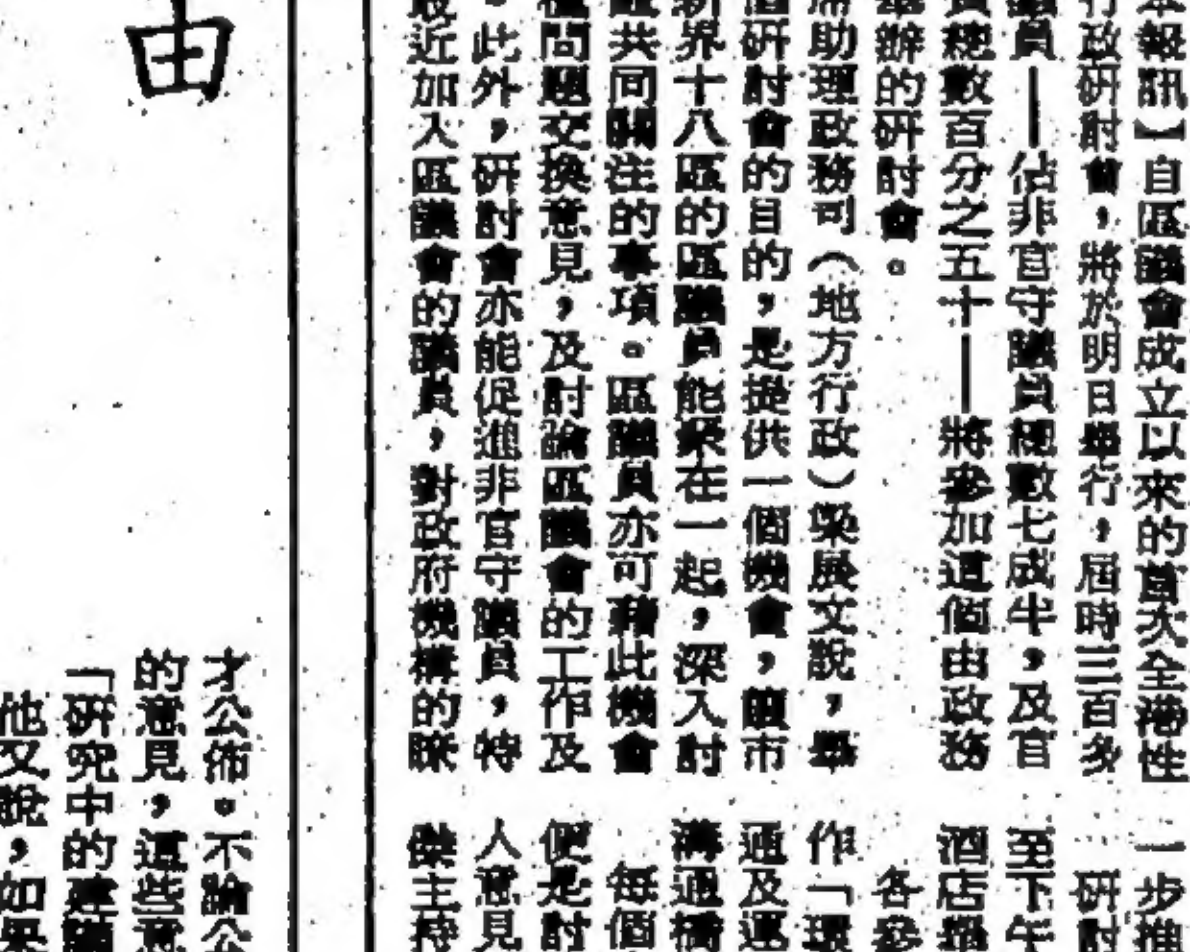 本報訊】自區議會成立以來的首次全港性
行政研討會，將於明日舉行，屆時三百多
議員——佔非官守議員總數七成半，及官
員總數百分之五十——將參加這個由政務
舉辦的研討會。
席助理政務司（地方行政）梁展文說，舉
研討會的目的，是提供一個機會，讓市
新界十八區的區議員能聚在一起，深入討
共同關注的事項。區議員亦可藉此機會
問題交換意見，及討論區議會的工作及
。此外，研討會亦能促進非官守議員，特
最近加入區議會的議員，對政府機構的
一步推
研討
至下午
酒店
各參
作「環
通及運
溝通橋
每個
便是討
人意見
傑主持
由
才公佈。不論公
的意見，這些意
「研究中的建議
他又說，如果